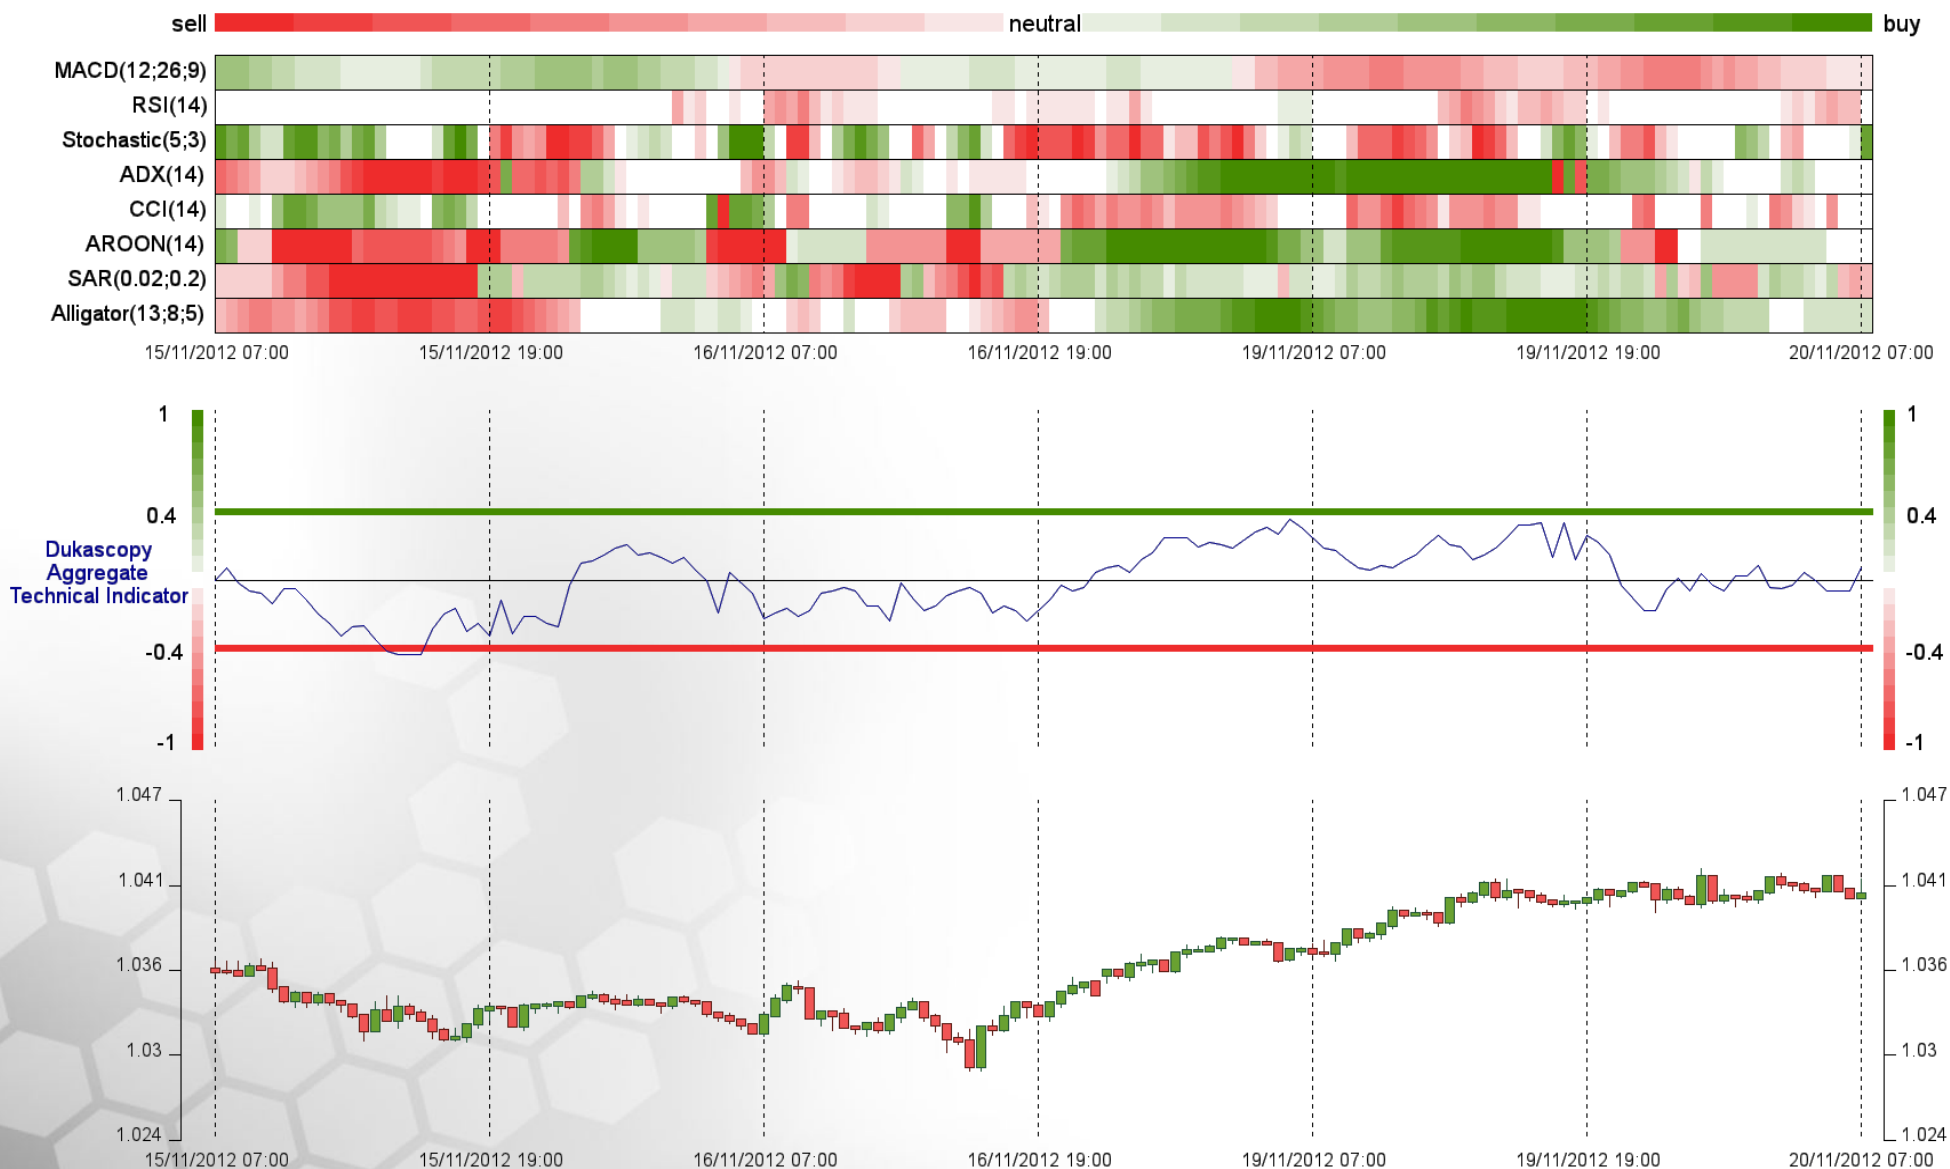 sell neutral buy
MACD(12;26;9)
RSI(14)
Stochastic(5;3)
ADX(14)
CCI(14)
AROON(14)
SAR(0.02;0.2)
Alligator(13;8;5)
15/11/2012 07:00 15/11/2012 19:00 16/11/2012 07:00 16/11/2012 19:00 19/11/2012 07:00 19/11/2012 19:00 20/11/2012 07:00
1 1
0.4 0.4
Dukascopy
Aggregate
Technical Indicator
-0.4 -0.4
-1 -1
1.047 1.047
1.041 1.041
1.036 1.036
1.03 1.03
1.024 1.024
15/11/2012 07:00 15/11/2012 19:00 16/11/2012 07:00 16/11/2012 19:00 19/11/2012 07:00 19/11/2012 19:00 20/11/2012 07:00